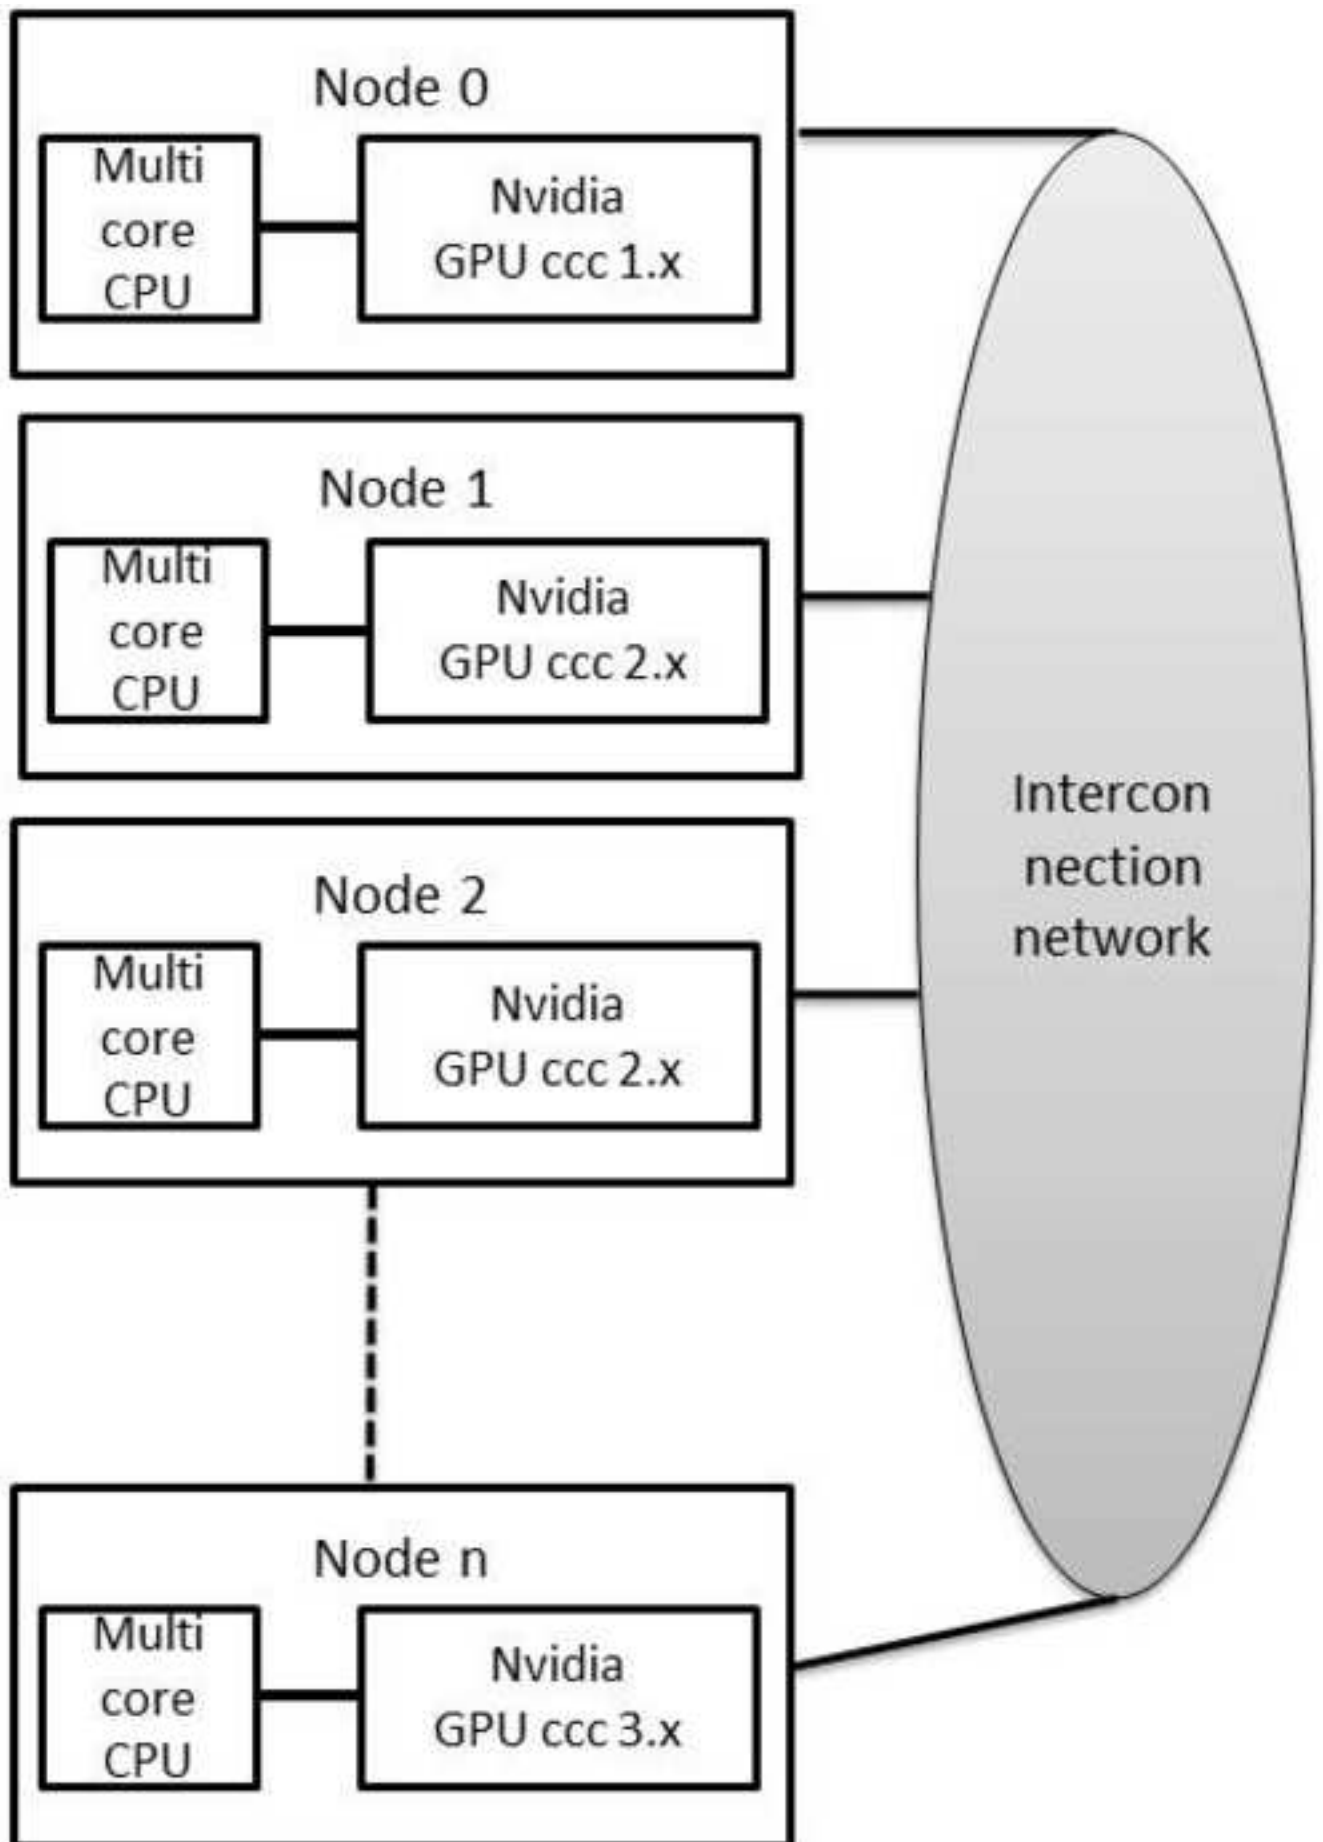 Node 0
Multi
core
CPU
Nvidia
GPU ccc 1.x
Node 1
Multi
core
CPU
Nvidia
GPU ccc 2.x
Node 2
Multi
core
CPU
Nvidia
GPU ccc 2.x
Node n
Multi
core
CPU
Nvidia
GPU ccc 3.x
Intercon
nection
network